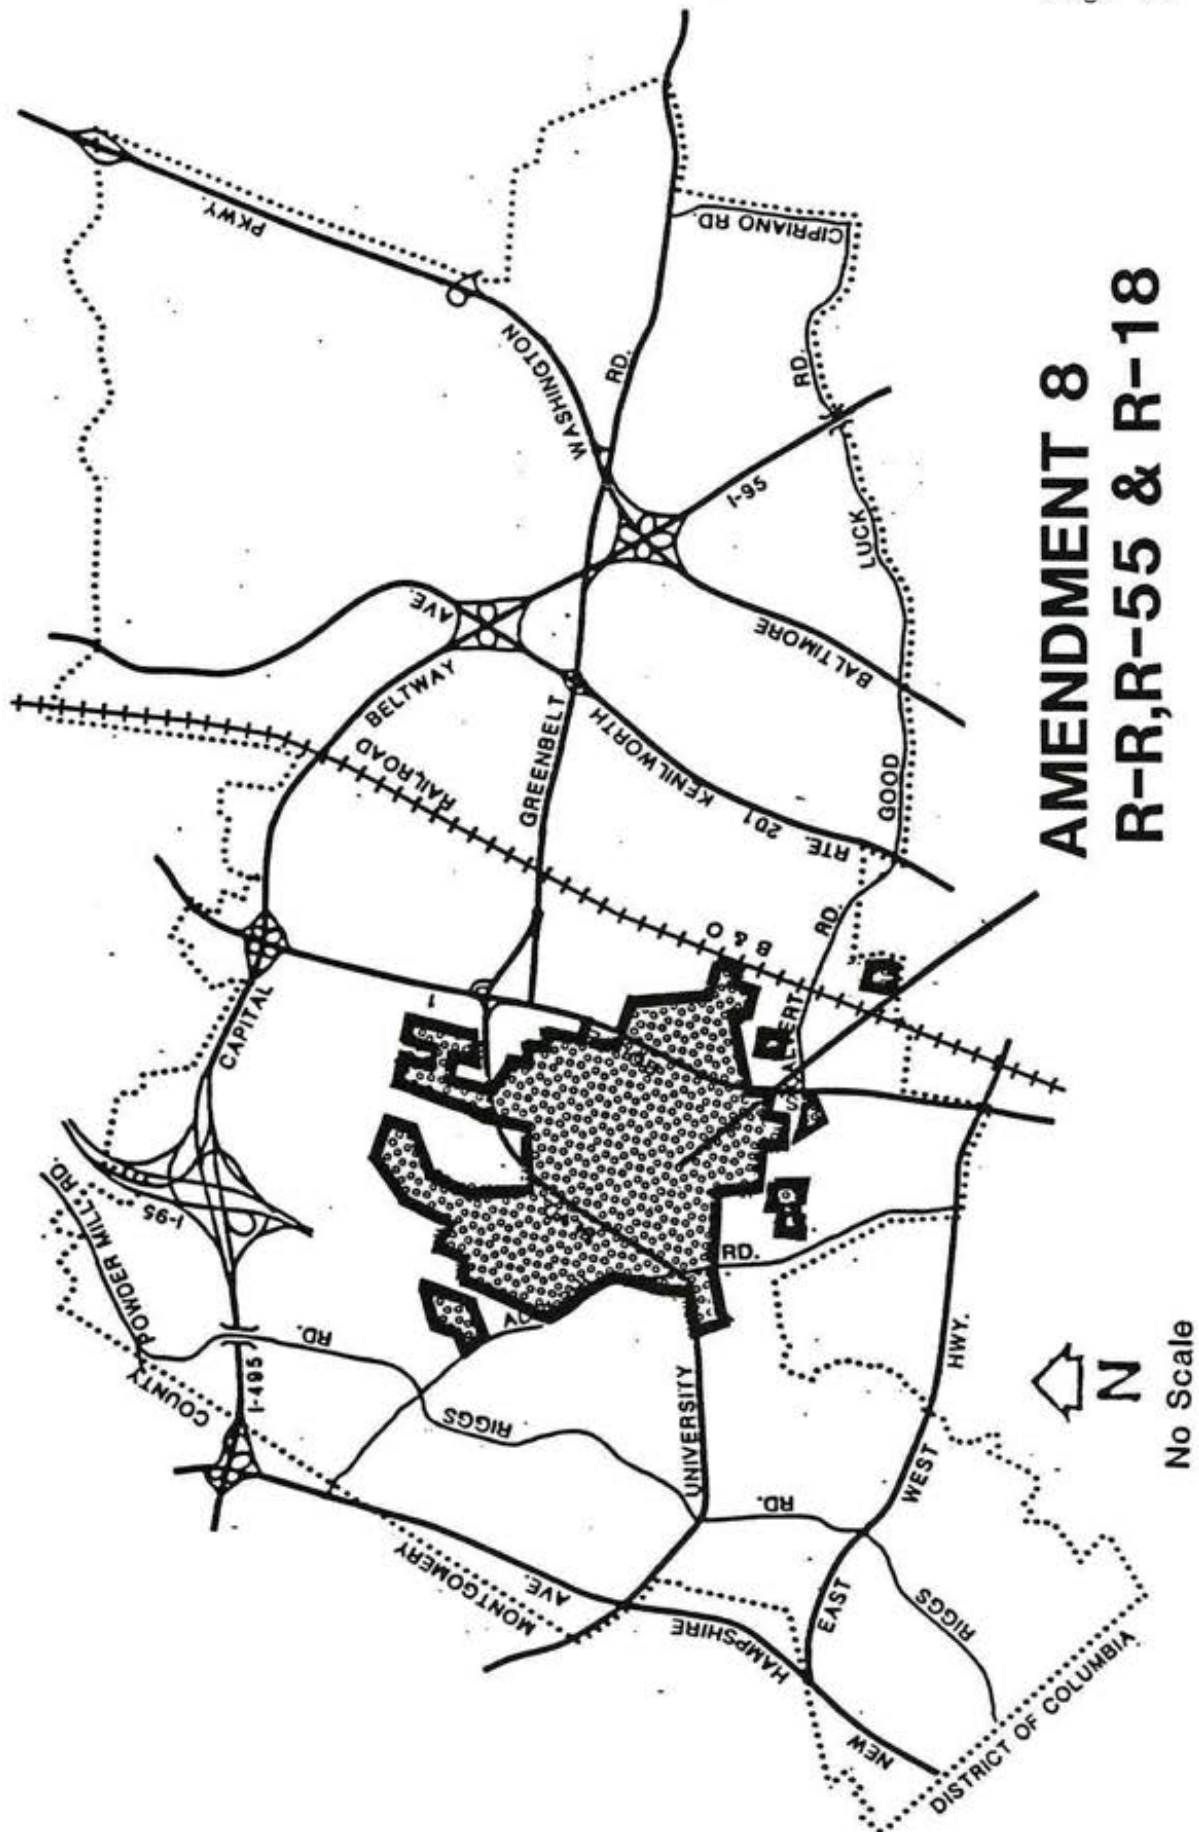 AMENDMENT 8
R-R,R-55 & R-18
PKWY
WASHINGTON
RD.
CIPRIANO RD
RD.
I-95
LUCK
AVE.
BALTIMORE
BELTWAY
RAILROAD
GREENBELT
KENILWORTH
201
RTE.
GOOD
RD.
B & O
CAPITAL
1
POWDER MILL RD.
I-95
COUNTY
I-495
RD.
RIGGS
RD.
UNIVERSITY
RD.
HWY.
WEST
EAST
MONTGOMERY
AVE.
HAMPSHIRE
NEW
RIGGS
DISTRICT OF COLUMBIA
N
No Scale